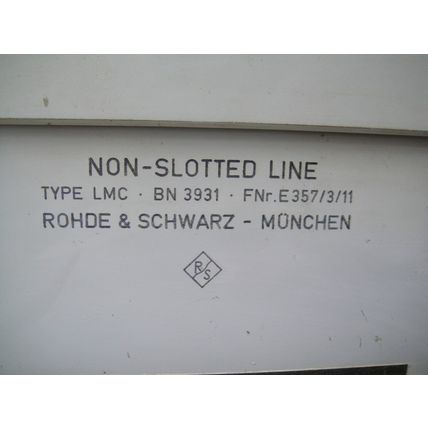 NON-SLOTTED LINE
TYPE LMC · BN 3931 · FNr. E357/3/11
ROHDE & SCHWARZ - MÜNCHEN
R/S